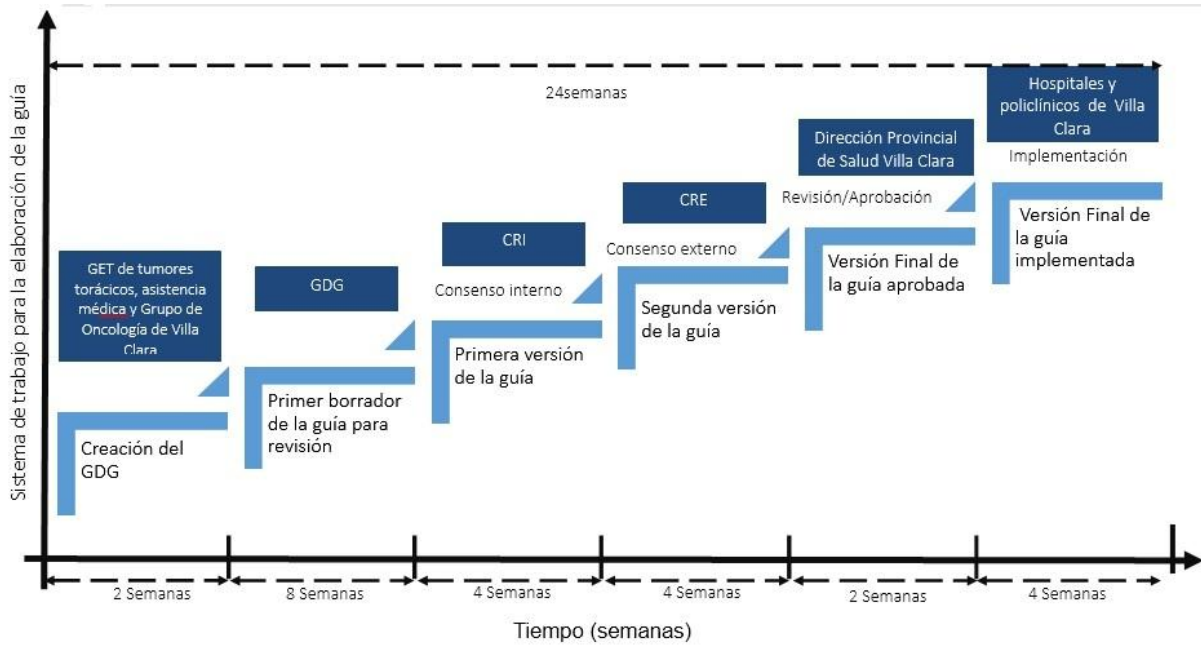 Sistema de trabajo para la elaboración de la guía
24semanas
GET de tumores
torácicos, asistencia
médica y Grupo de
Oncología de Villa
Clara
Creación del
GDG
GDG
Primer borrador
de la guía para
revisión
CRI
Consenso interno
Primera versión
de la guía
CRE
Consenso externo
Segunda versión
de la guía
Dirección Provincial
de Salud Villa Clara
Revisión/Aprobación
Versión Final de
la guía aprobada
Hospitales y
policlínicos de Villa
Clara
Implementación
Versión Final de
la guía
implementada
2 Semanas
8 Semanas
4 Semanas
4 Semanas
2 Semanas
4 Semanas
Tiempo (semanas)